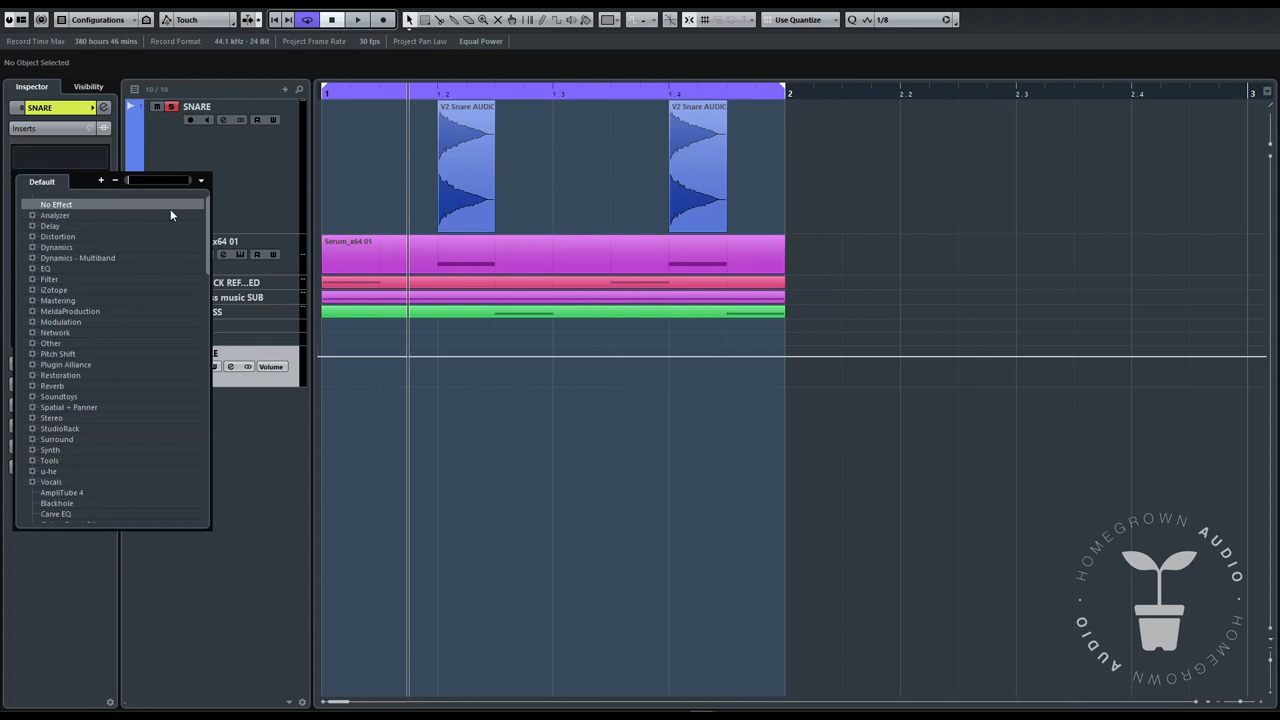 Configurations
Touch
Use Quantize
Q
1/8
Record Time Max 380 hours 46 mins Record Format 44.1 kHz - 24 Bit Project Frame Rate 30 fps Project Pan Law Equal Power
No Object Selected
Inspector
Visibility
10 / 10
1
1. 2
1. 3
1. 4
2
2. 2
2. 3
2. 4
3
SNARE
m S SNARE
R W
V2 Snare AUDIO
V2 Snare AUDIO
Inserts
Default
+ −
No Effect
Analyzer
Delay
Distortion
Dynamics
Dynamics - Multiband
EQ
Filter
iZotope
Mastering
MeldaProduction
Modulation
Network
Other
Pitch Shift
Plugin Alliance
Restoration
Reverb
Soundtoys
Spatial + Panner
Stereo
StudioRack
Surround
Synth
Tools
u-he
Vocals
AmpliTube 4
Blackhole
Carve EQ
x64 01
R W
Serum_x64 01
CK REF...ED
ss music SUB
SS
RE
Volume
HOMEGROWN AUDIO
HOMEGROWN AUDIO